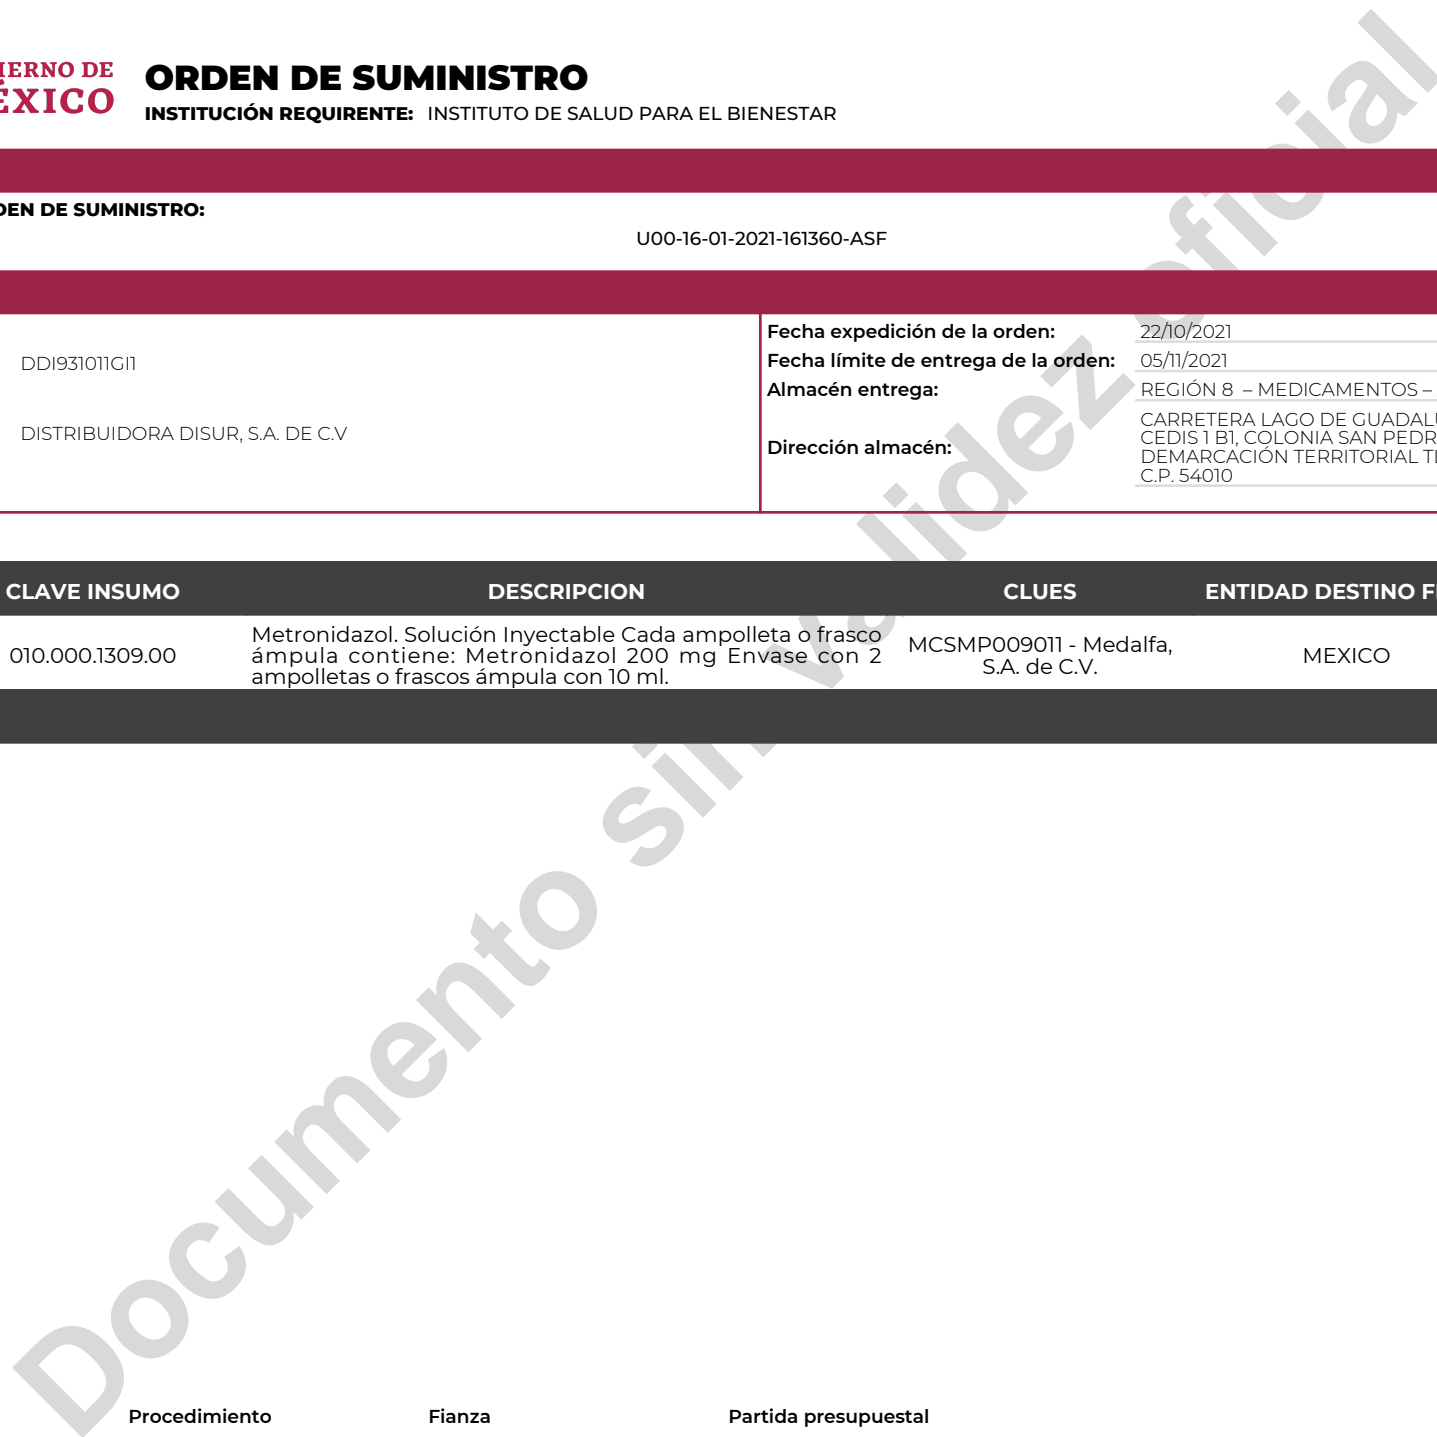 IERNO DE
ÉXICO
ORDEN DE SUMINISTRO
INSTITUCIÓN REQUIRENTE: INSTITUTO DE SALUD PARA EL BIENESTAR
DEN DE SUMINISTRO:
U00-16-01-2021-161360-ASF
DDI931011GI1
DISTRIBUIDORA DISUR, S.A. DE C.V
Fecha expedición de la orden: 22/10/2021
Fecha límite de entrega de la orden: 05/11/2021
Almacén entrega: REGIÓN 8 – MEDICAMENTOS –
Dirección almacén:
CARRETERA LAGO DE GUADALU
CEDIS 1 B1, COLONIA SAN PEDR
DEMARCACIÓN TERRITORIAL TL
C.P. 54010
CLAVE INSUMO DESCRIPCION CLUES ENTIDAD DESTINO FI
010.000.1309.00
Metronidazol. Solución Inyectable Cada ampolleta o frasco
ámpula contiene: Metronidazol 200 mg Envase con 2
ampolletas o frascos ámpula con 10 ml.
MCSMP009011 - Medalfa,
S.A. de C.V.
MEXICO
Documento sin validez oficial
Procedimiento Fianza Partida presupuestal